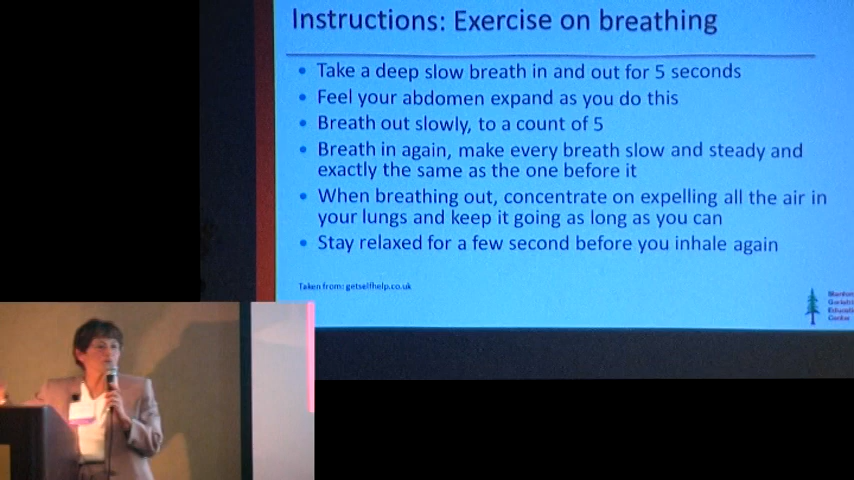 Instructions: Exercise on breathing
• Take a deep slow breath in and out for 5 seconds
• Feel your abdomen expand as you do this
• Breath out slowly, to a count of 5
• Breath in again, make every breath slow and steady and
exactly the same as the one before it
• When breathing out, concentrate on expelling all the air in
your lungs and keep it going as long as you can
• Stay relaxed for a few second before you inhale again
Taken from: getselfhelp.co.uk
Center